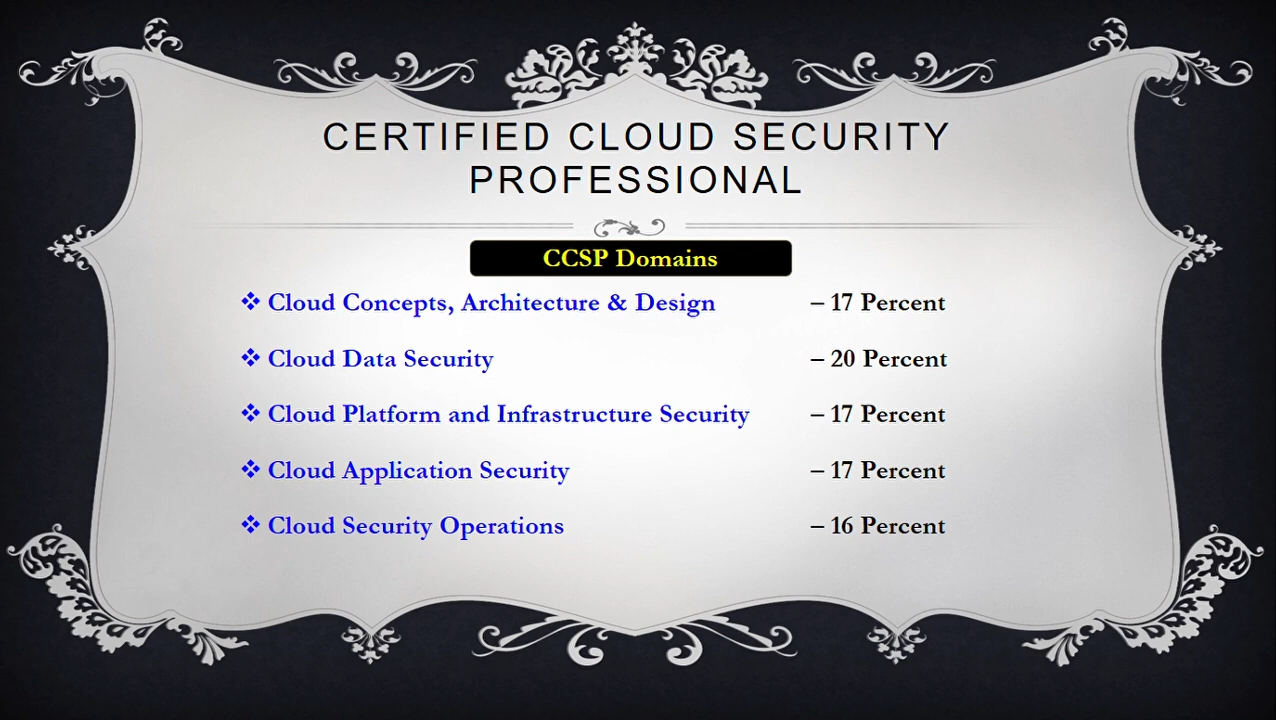 CERTIFIED CLOUD SECURITY
PROFESSIONAL
CCSP Domains
❖ Cloud Concepts, Architecture & Design – 17 Percent
❖ Cloud Data Security – 20 Percent
❖ Cloud Platform and Infrastructure Security – 17 Percent
❖ Cloud Application Security – 17 Percent
❖ Cloud Security Operations – 16 Percent